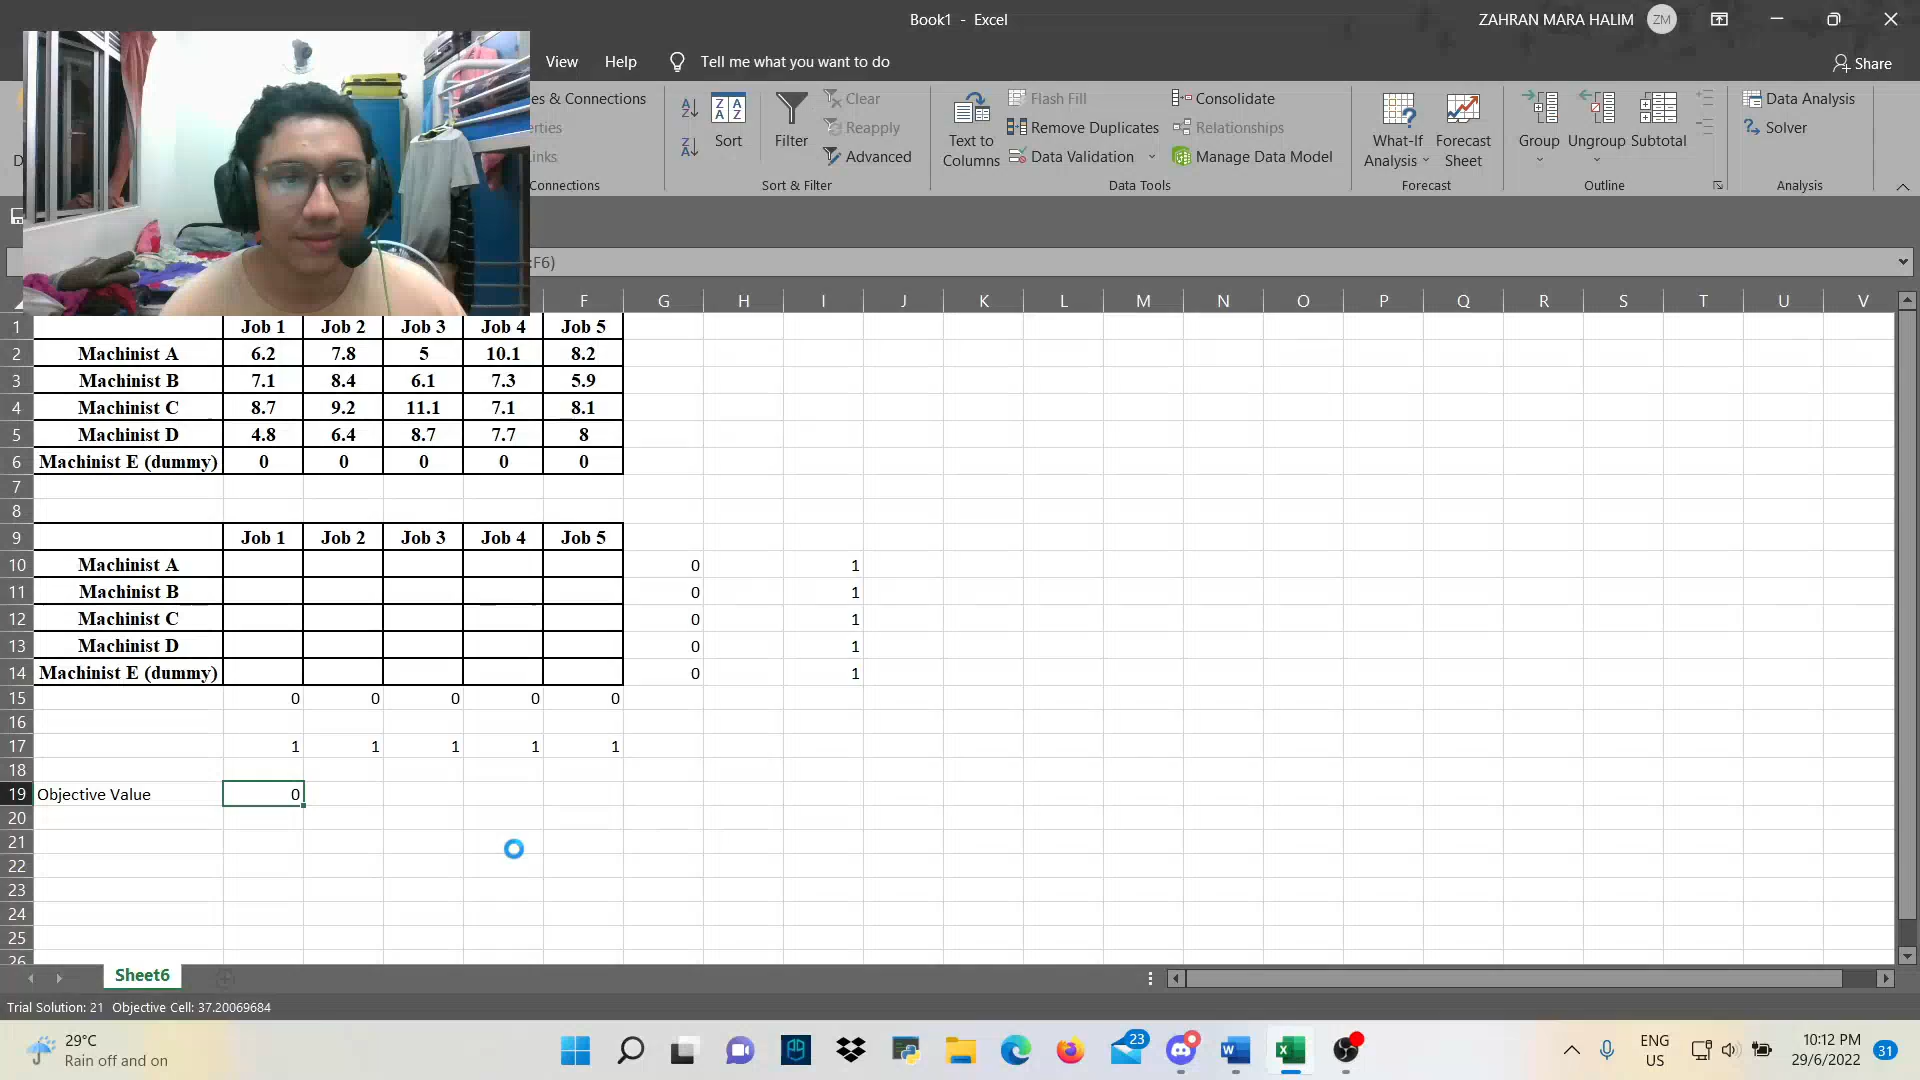 Book1 - Excel
ZAHRAN MARA HALIM
ZM
View
Help
Tell me what you want to do
Share
es & Connections
erties
inks
Connections
Sort
Filter
Clear
Reapply
Advanced
Sort & Filter
Text to Columns
Flash Fill
Remove Duplicates
Data Validation
Consolidate
Relationships
Manage Data Model
Data Tools
What-If Analysis
Forecast Sheet
Forecast
Group
Ungroup
Subtotal
Outline
Data Analysis
Solver
Analysis
F6)
F G H I J K L M N O P Q R S T U V
1 Job 1 Job 2 Job 3 Job 4 Job 5
2 Machinist A 6.2 7.8 5 10.1 8.2
3 Machinist B 7.1 8.4 6.1 7.3 5.9
4 Machinist C 8.7 9.2 11.1 7.1 8.1
5 Machinist D 4.8 6.4 8.7 7.7 8
6 Machinist E (dummy) 0 0 0 0 0
7
8
9 Job 1 Job 2 Job 3 Job 4 Job 5
10 Machinist A 0 1
11 Machinist B 0 1
12 Machinist C 0 1
13 Machinist D 0 1
14 Machinist E (dummy) 0 1
15 0 0 0 0 0
16
17 1 1 1 1 1
18
19 Objective Value 0
20
21
22
23
24
25
26
Sheet6
Trial Solution: 21 Objective Cell: 37.20069684
29°C
Rain off and on
23
ENG
US
10:12 PM
29/6/2022
31